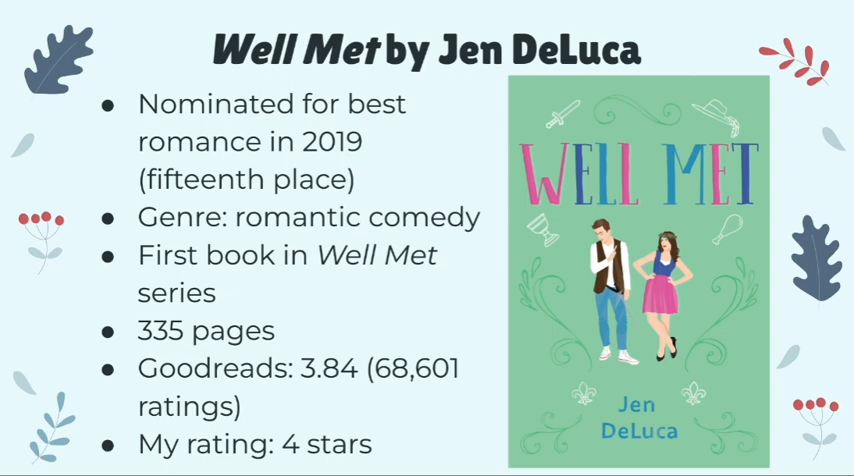 Well Met by Jen DeLuca
● Nominated for best
romance in 2019
(fifteenth place)
● Genre: romantic comedy
● First book in Well Met
series
● 335 pages
● Goodreads: 3.84 (68,601
ratings)
● My rating: 4 stars
WELL MET
Jen
DeLuca